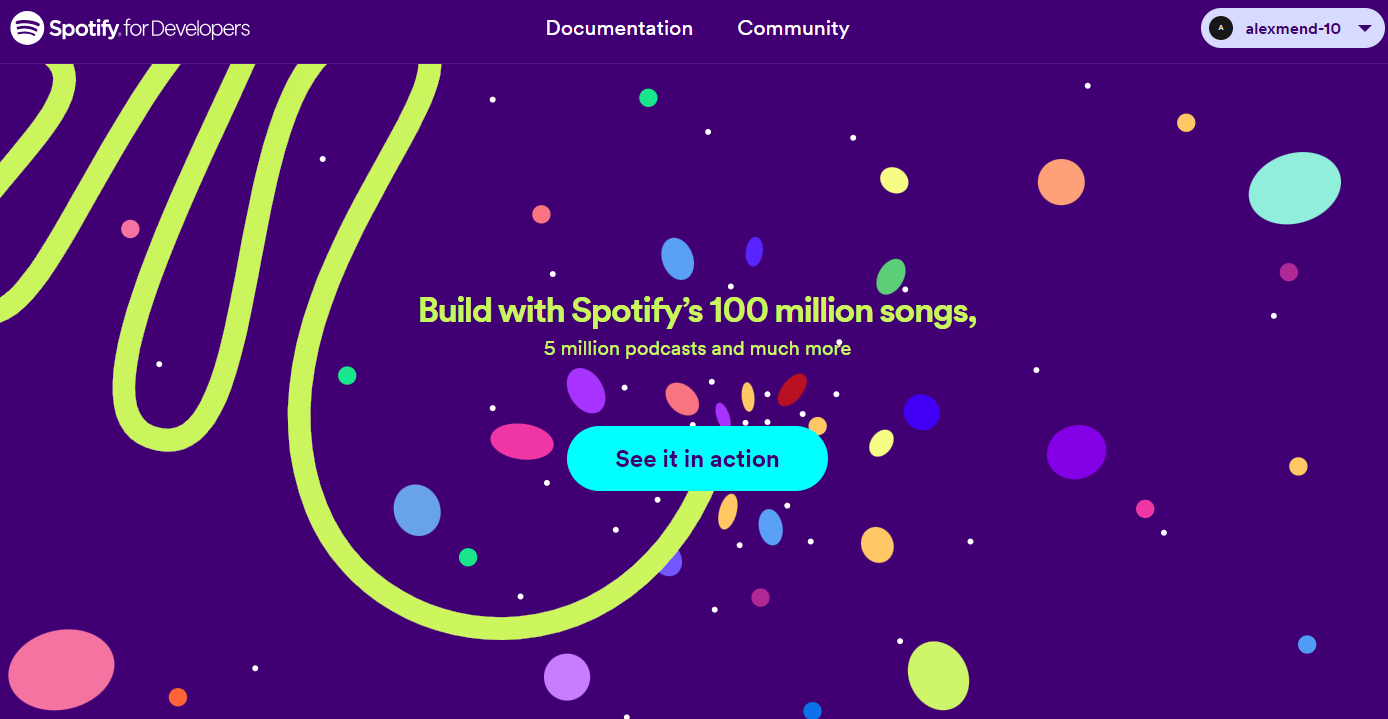 Spotify for Developers
Documentation
Community
A
alexmend-10
Build with Spotify’s 100 million songs,
5 million podcasts and much more
See it in action